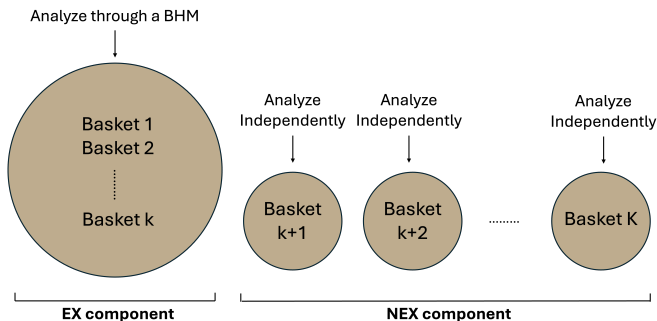 Analyze through a BHM
Basket 1
Basket 2
Basket k
EX component
Analyze
Independently
Basket
k+1
Analyze
Independently
Basket
k+2
.........
Analyze
Independently
Basket K
NEX component